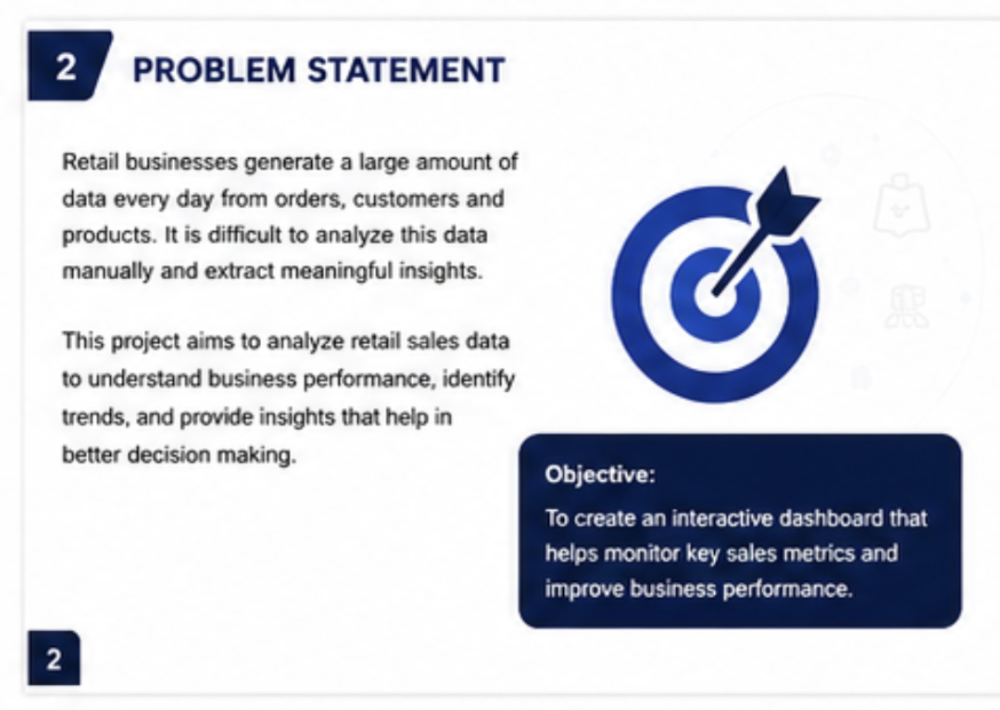 2
PROBLEM STATEMENT
Retail businesses generate a large amount of
data every day from orders, customers and
products. It is difficult to analyze this data
manually and extract meaningful insights.
This project aims to analyze retail sales data
to understand business performance, identify
trends, and provide insights that help in
better decision making.
Objective:
To create an interactive dashboard that
helps monitor key sales metrics and
improve business performance.
2